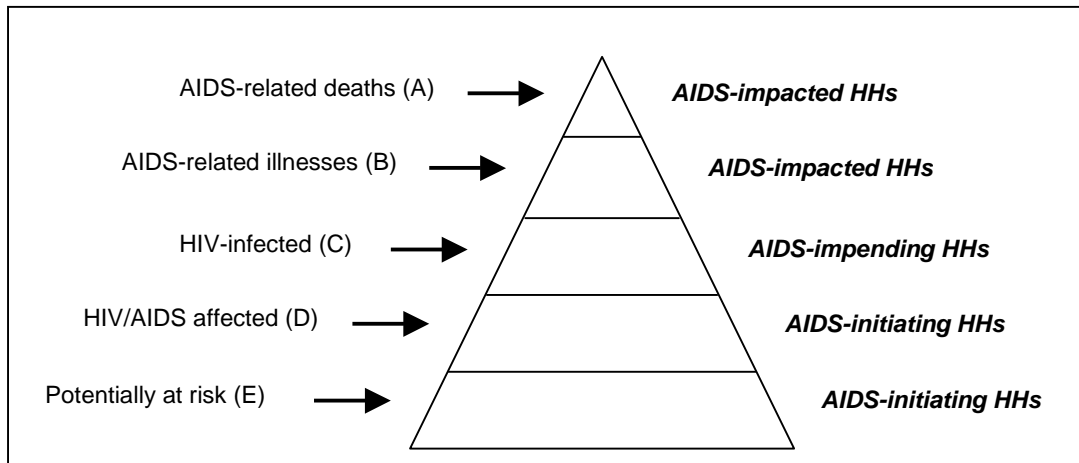 AIDS-related deaths (A) AIDS-impacted HHs
AIDS-related illnesses (B) AIDS-impacted HHs
HIV-infected (C) AIDS-impending HHs
HIV/AIDS affected (D) AIDS-initiating HHs
Potentially at risk (E) AIDS-initiating HHs